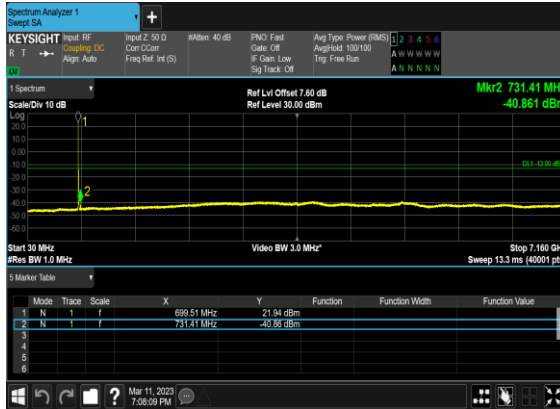 Spectrum Analyzer 1
Swept SA
+
KEYSIGHT Input: RF Input Z: 50 Ω #Atten: 40 dB PNO: Fast Avg Type: Power (RMS) 1 2 3 4 5 6
R T Coupling: DC Corr CCorr Gate: Off Avg|Hold: 100/100 A W W W W W
Align: Auto Freq Ref: Int (S) IF Gain: Low Trig: Free Run
LU Sig Track: Off A N N N N N
1 Spectrum Ref Lvl Offset 7.60 dB Mkr2 731.41 MH
Scale/Div 10 dB Ref Level 30.00 dBm -40.861 dB
Log
1
20.0
10.0
0.00
-10.0
DL1 -13.00 dB
-20.0
-30.0
2
-40.0
-50.0
-60.0
Start 30 MHz Video BW 3.0 MHz* Stop 7.160 G
#Res BW 1.0 MHz Sweep 13.3 ms (40001 pt
5 Marker Table
Mode Trace Scale X Y Function Function Width Function Value
1 N 1 f 699.51 MHz 21.94 dBm
2 N 1 f 731.41 MHz -40.86 dBm
3
4
5
6
? Mar 11, 2023
7:08:09 PM